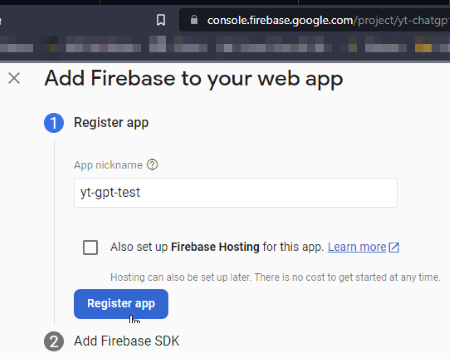 console.firebase.google.com/project/yt-chatgp
Add Firebase to your web app
1 Register app
App nickname
yt-gpt-test
Also set up Firebase Hosting for this app. Learn more
Hosting can also be set up later. There is no cost to get started at any time.
Register app
2 Add Firebase SDK